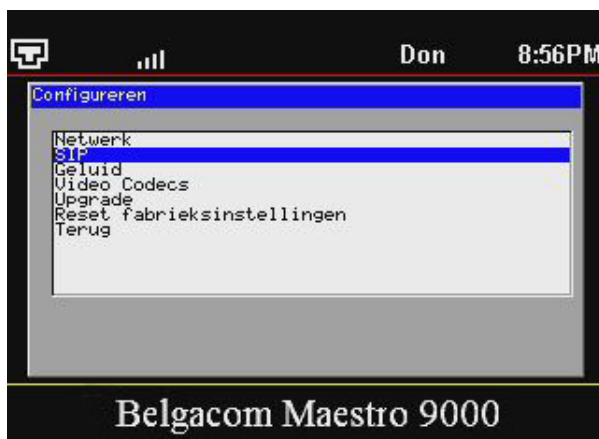 Don 8:56PM
Configureren
Netwerk
SIP
Geluid
Video Codecs
Upgrade
Reset fabrieksinstellingen
Terug
Belgacom Maestro 9000